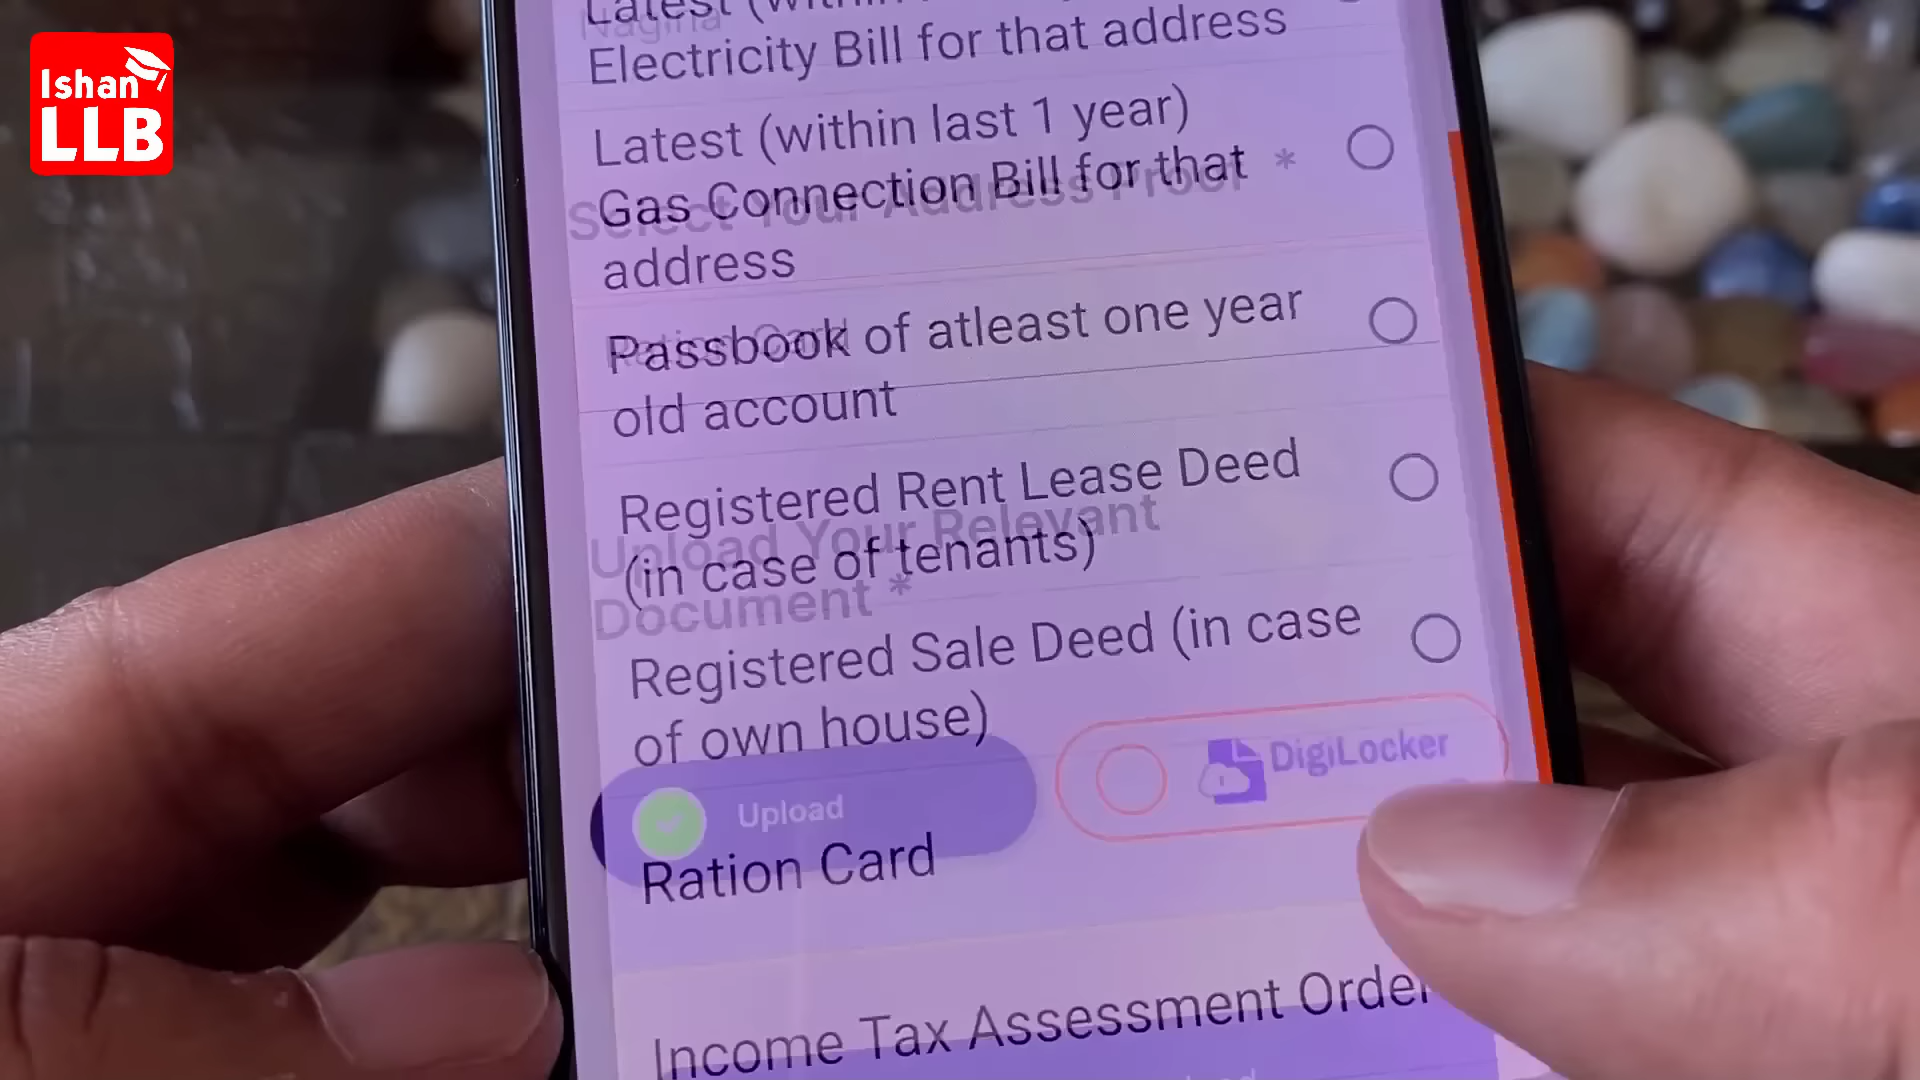 Ishan
LLB
Latest (within
Nagina
Electricity Bill for that address
Latest (within last 1 year)
Gas Connection Bill for that *
Select Your Address Proof
address
Passbook of atleast one year
Ration Card
old account
Registered Rent Lease Deed
Upload Your Relevant
(in case of tenants)
Document *
Registered Sale Deed (in case
of own house)
DigiLocker
Upload
Ration Card
Income Tax Assessment Order